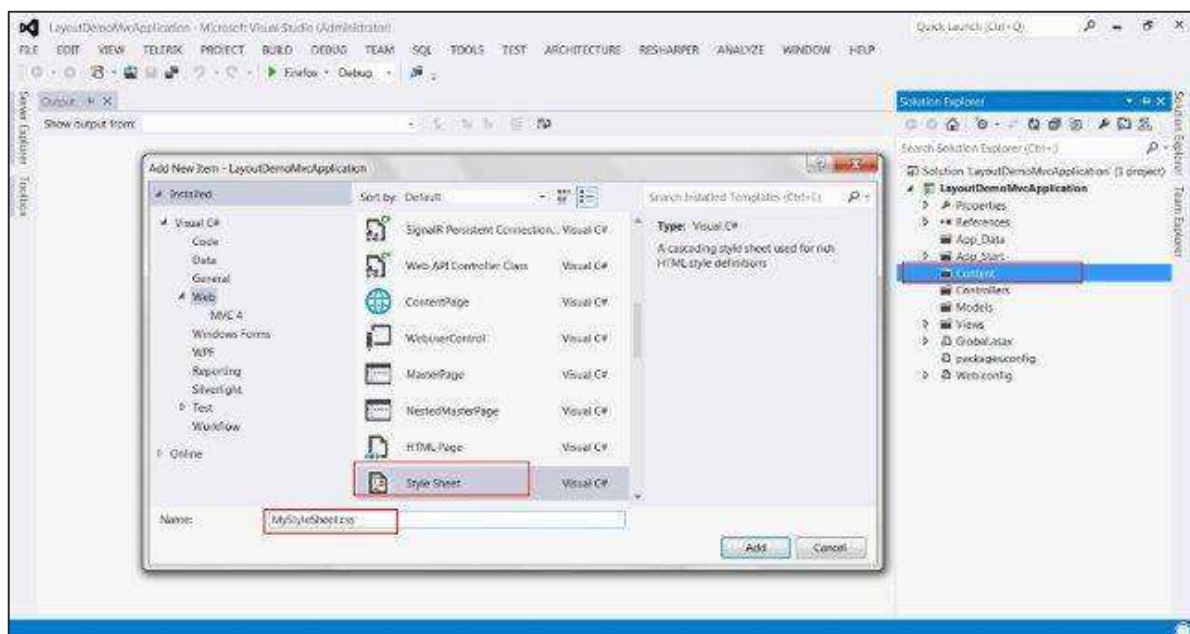 LayoutDemoMvcApplication - Microsoft Visual Studio (Administrator)
Quick Launch (Ctrl+Q)
FILE EDIT VIEW TELERIK PROJECT BUILD DEBUG TEAM SQL TOOLS TEST ARCHITECTURE RESHARPER ANALYZE WINDOW HELP
Firefox
Debug
Server Explorer
Toolbox
Output
Show output from:
Add New Item - LayoutDemoMvcApplication
Installed
Visual C#
Code
Data
General
Web
MVC 4
Windows Forms
WPF
Reporting
Silverlight
Test
Workflow
Online
Sort by: Default
SignalR Persistent Connection... Visual C#
Web API Controller Class Visual C#
ContentPage Visual C#
WebUserControl Visual C#
MasterPage Visual C#
NestedMasterPage Visual C#
HTML Page Visual C#
Style Sheet Visual C#
Search Installed Templates (Ctrl+E)
Type: Visual C#
A cascading style sheet used for rich
HTML style definitions
Name: MyStyleSheet.css
Add
Cancel
Solution Explorer
Search Solution Explorer (Ctrl+;)
Solution 'LayoutDemoMvcApplication' (1 project)
LayoutDemoMvcApplication
Properties
References
App_Data
App_Start
Content
Controllers
Models
Views
Global.asax
packages.config
Web.config
Solution Explorer
Team Explorer